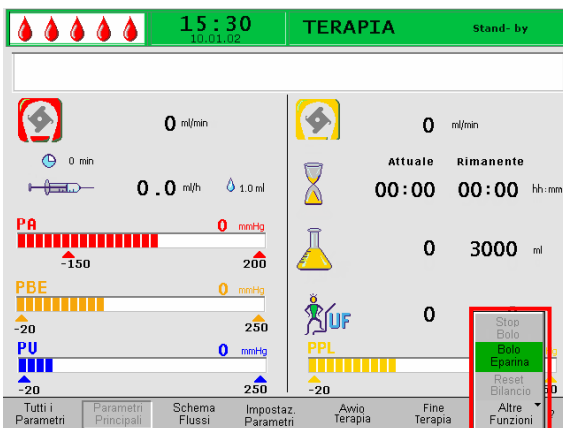 15:30
10.01.02
TERAPIA
Stand- by
0 ml/min
0 min
0.0 ml/h
1.0 ml
PA 0 mmHg
-150 200
PBE 0 mmHg
-20 250
PV 0 mmHg
-20 250
0 ml/min
Attuale Rimanente
00:00 00:00 hh:mm
0 3000 ml
UF 0
PPL
-20
Stop
Bolo
Bolo
Eparina
Reset
Bilancio
Altre
Funzioni
Tutti i
Parametri
Parametri
Principali
Schema
Flussi
Impostaz.
Parametri
Avvio
Terapia
Fine
Terapia
?